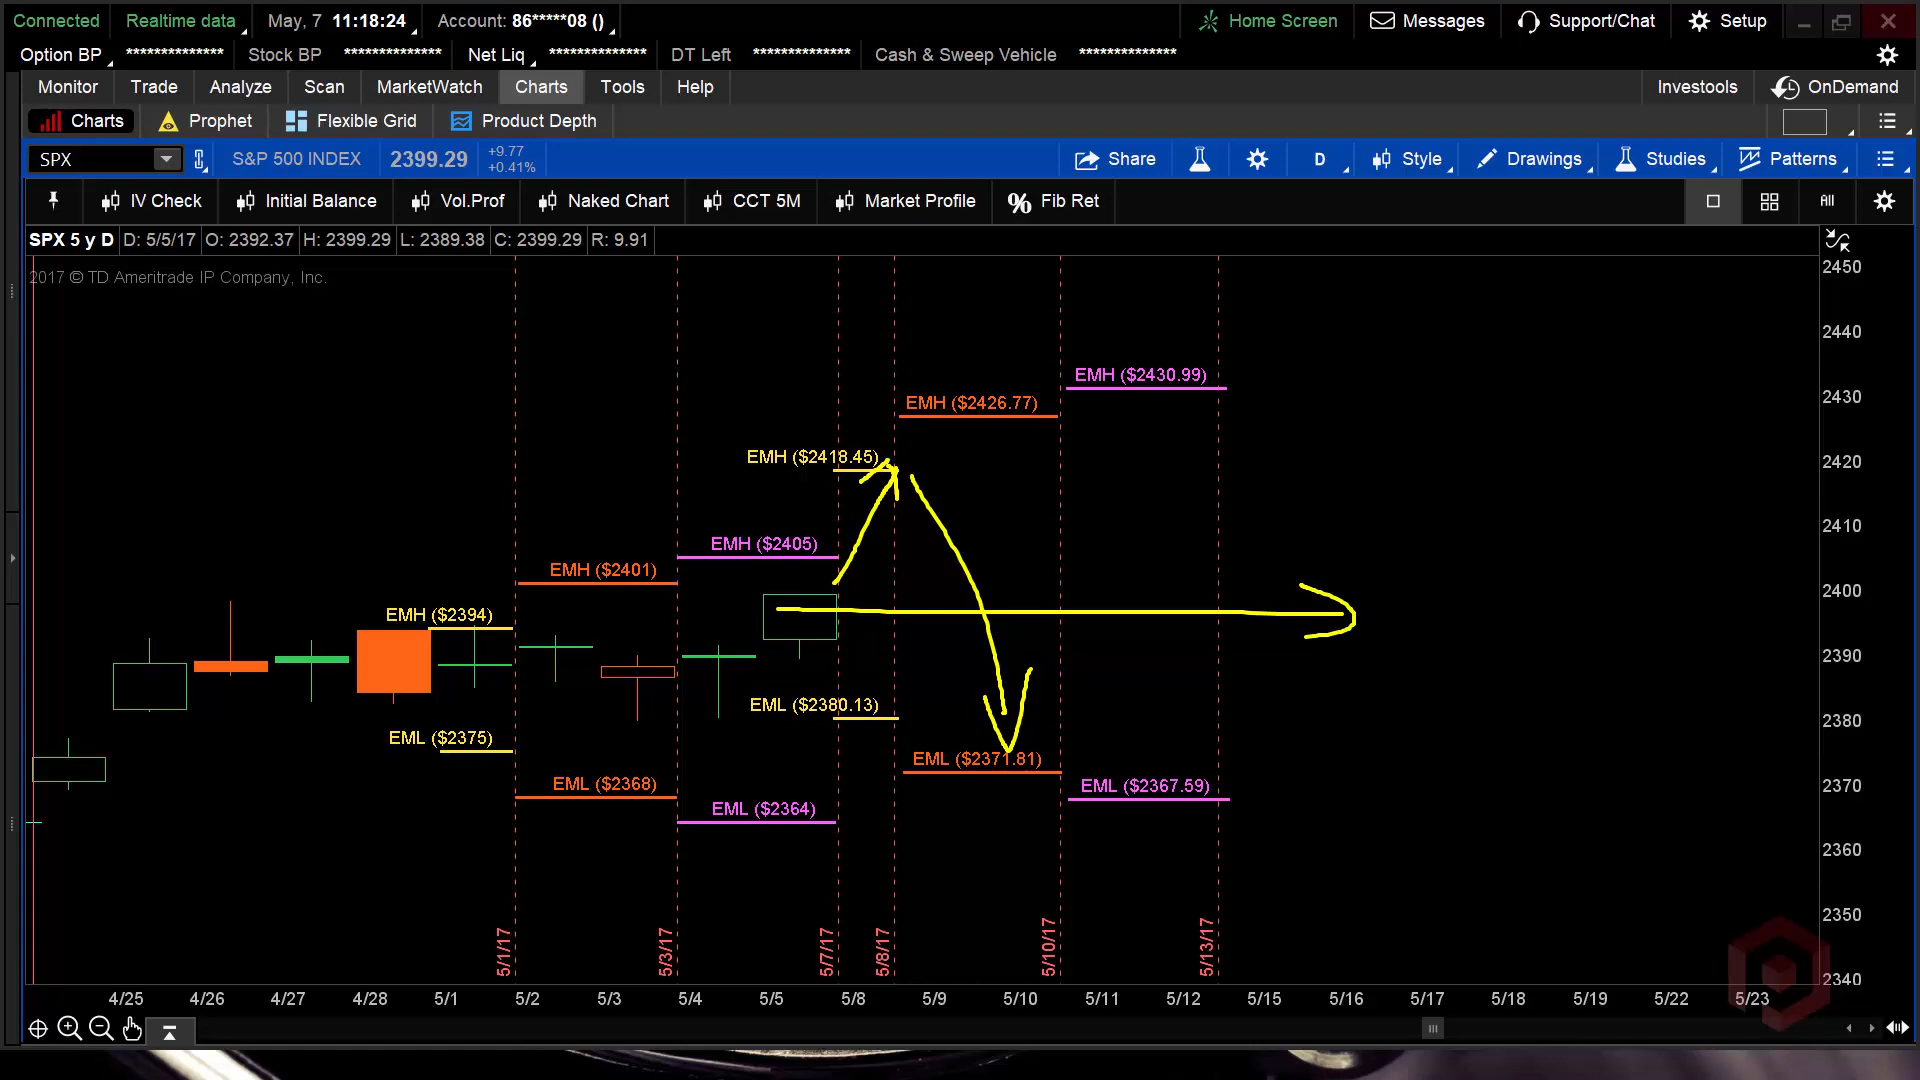 Connected Realtime data May, 7 11:18:24 Account: 86*****08 () Home Screen Messages Support/Chat Setup
Option BP ************** Stock BP ************** Net Liq ************** DT Left ************** Cash & Sweep Vehicle **************
Monitor Trade Analyze Scan MarketWatch Charts Tools Help Investools OnDemand
Charts Prophet Flexible Grid Product Depth
SPX S&P 500 INDEX 2399.29 +9.77 Share D Style Drawings Studies Patterns
+0.41%
IV Check Initial Balance Vol.Prof Naked Chart CCT 5M Market Profile % Fib Ret All
SPX 5 y D D: 5/5/17 O: 2392.37 H: 2399.29 L: 2389.38 C: 2399.29 R: 9.91
2017 © TD Ameritrade IP Company, Inc.
2450
2440
EMH ($2430.99)
2430
EMH ($2426.77)
EMH ($2418.45)
2420
2410
EMH ($2405)
EMH ($2401)
2400
EMH ($2394)
2390
EML ($2380.13)
2380
EML ($2375)
EML ($2371.81)
EML ($2368)
EML ($2367.59)
2370
EML ($2364)
2360
2350
5/1/17 5/3/17 5/7/17 5/8/17 5/10/17 5/13/17
2340
4/25 4/26 4/27 4/28 5/1 5/2 5/3 5/4 5/5 5/8 5/9 5/10 5/11 5/12 5/15 5/16 5/17 5/18 5/19 5/22 5/23